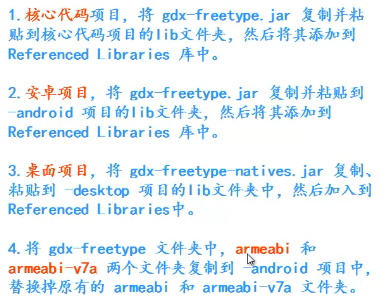 1.核心代码项目，将 gdx-freetype.jar 复制并粘
贴到核心代码项目的lib文件夹，然后将其添加到
Referenced Libraries 库中。
2.安卓项目，将 gdx-freetype.jar 复制并粘贴到
-android 项目的lib文件夹，然后将其添加到
Referenced Libraries 库中。
3.桌面项目，将 gdx-freetype-natives.jar 复制、
粘贴到 -desktop 项目的lib文件夹中，然后加入到
Referenced Libraries中。
4.将 gdx-freetype 文件夹中，armeabi 和
armeabi-v7a 两个文件夹复制到 -android 项目中，
替换掉原有的 armeabi 和 armeabi-v7a 文件夹。